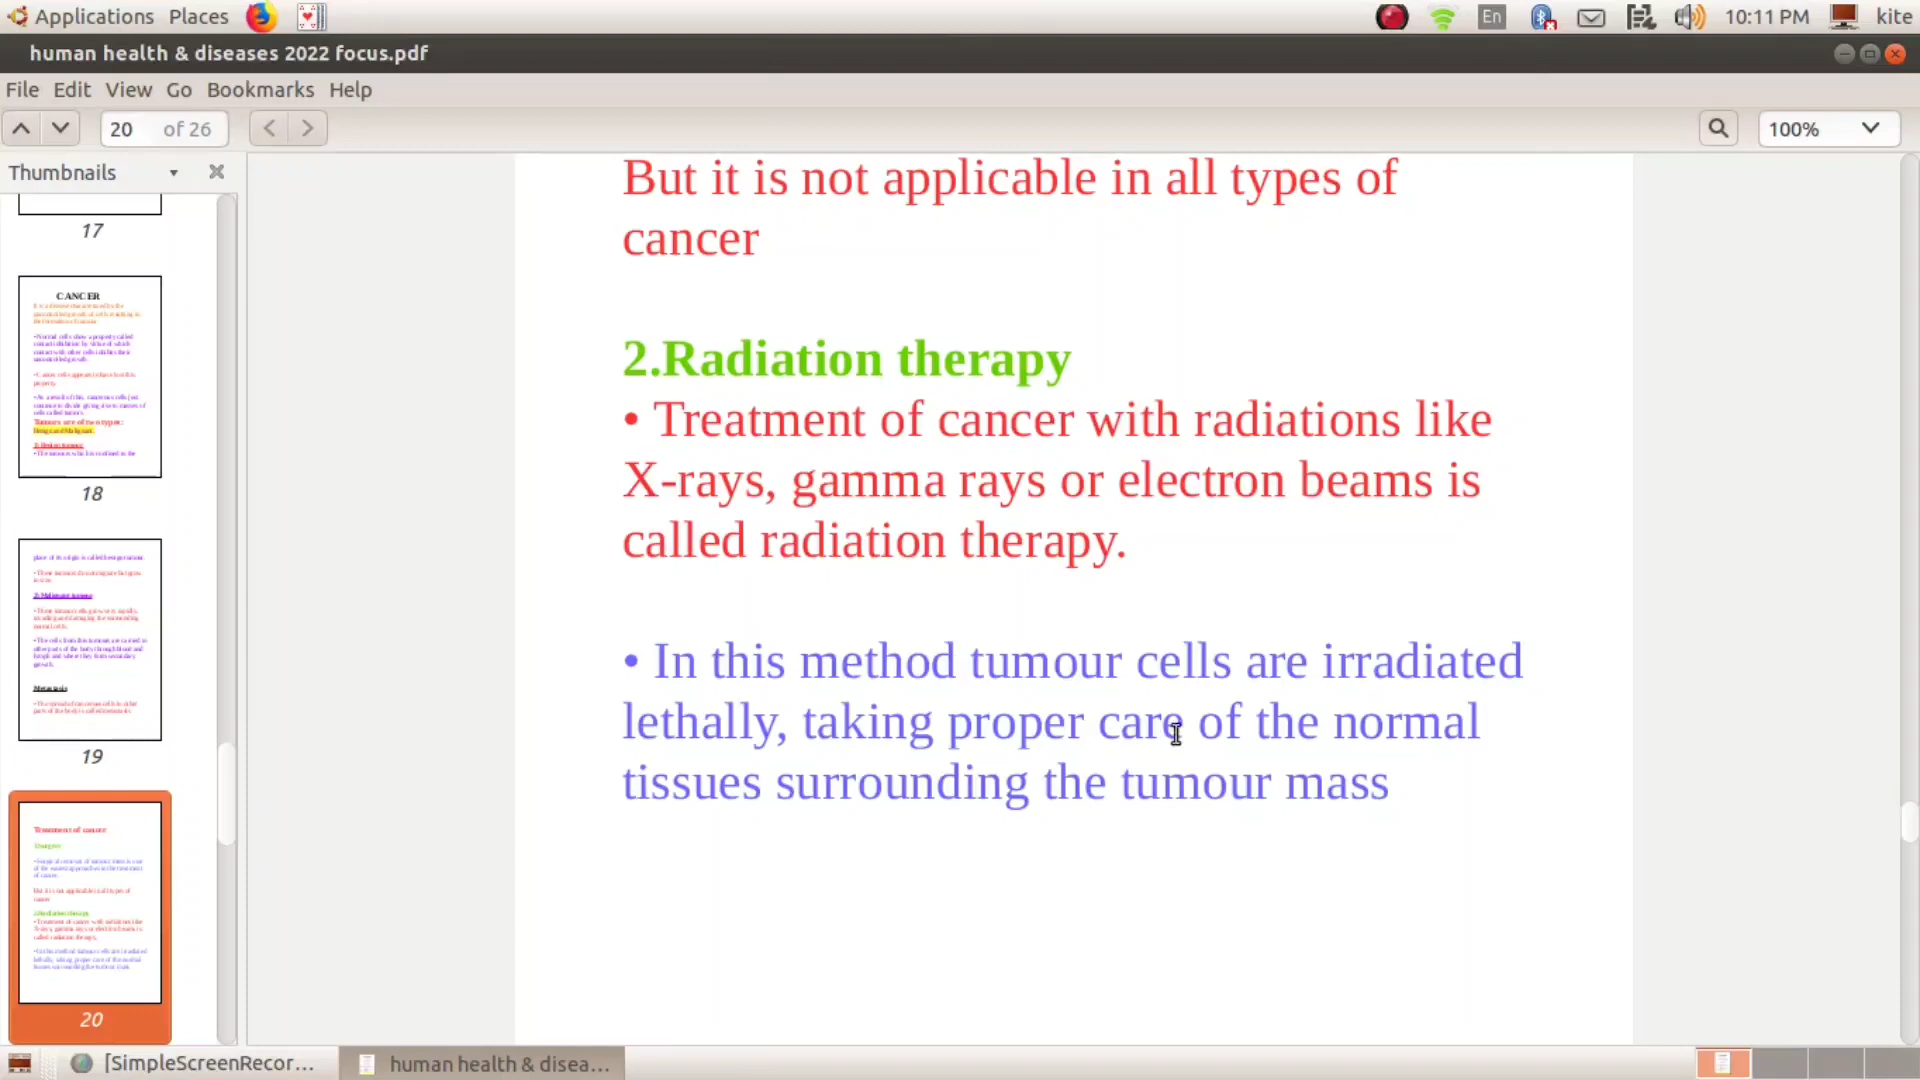 Applications Places En 10:11 PM kite
human health & diseases 2022 focus.pdf
File Edit View Go Bookmarks Help
20 of 26 100%
Thumbnails
17
CANCER
18
19
20
But it is not applicable in all types of
cancer
2.Radiation therapy
• Treatment of cancer with radiations like
X-rays, gamma rays or electron beams is
called radiation therapy.
• In this method tumour cells are irradiated
lethally, taking proper care of the normal
tissues surrounding the tumour mass
[SimpleScreenRecor... human health & disea...